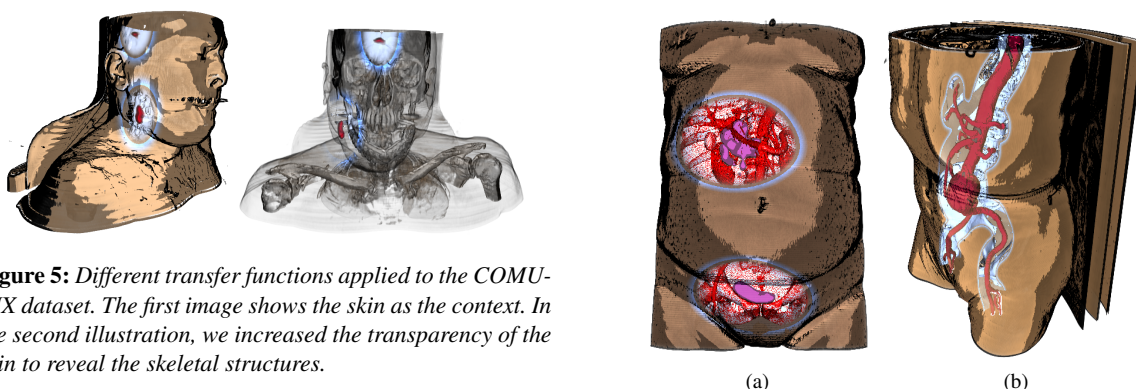 gure 5: Different transfer functions applied to the COMU-
X dataset. The first image shows the skin as the context. In
e second illustration, we increased the transparency of the
in to reveal the skeletal structures.
(a)
(b)